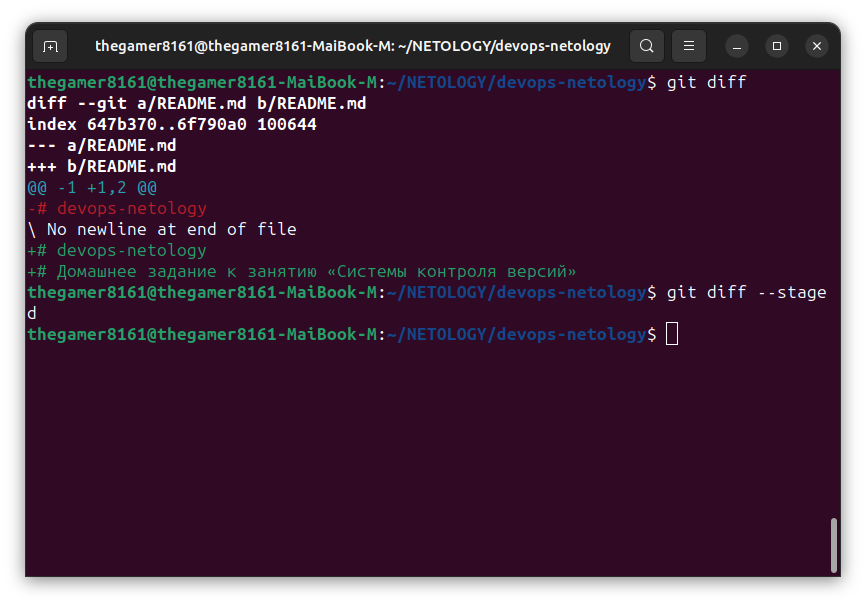 thegamer8161@thegamer8161-MaiBook-M: ~/NETOLOGY/devops-netology
thegamer8161@thegamer8161-MaiBook-M:~/NETOLOGY/devops-netology$ git diff
diff --git a/README.md b/README.md
index 647b370..6f790a0 100644
--- a/README.md
+++ b/README.md
@@ -1 +1,2 @@
-# devops-netology
\ No newline at end of file
+# devops-netology
+# Домашнее задание к занятию «Системы контроля версий»
thegamer8161@thegamer8161-MaiBook-M:~/NETOLOGY/devops-netology$ git diff --stage
d
thegamer8161@thegamer8161-MaiBook-M:~/NETOLOGY/devops-netology$